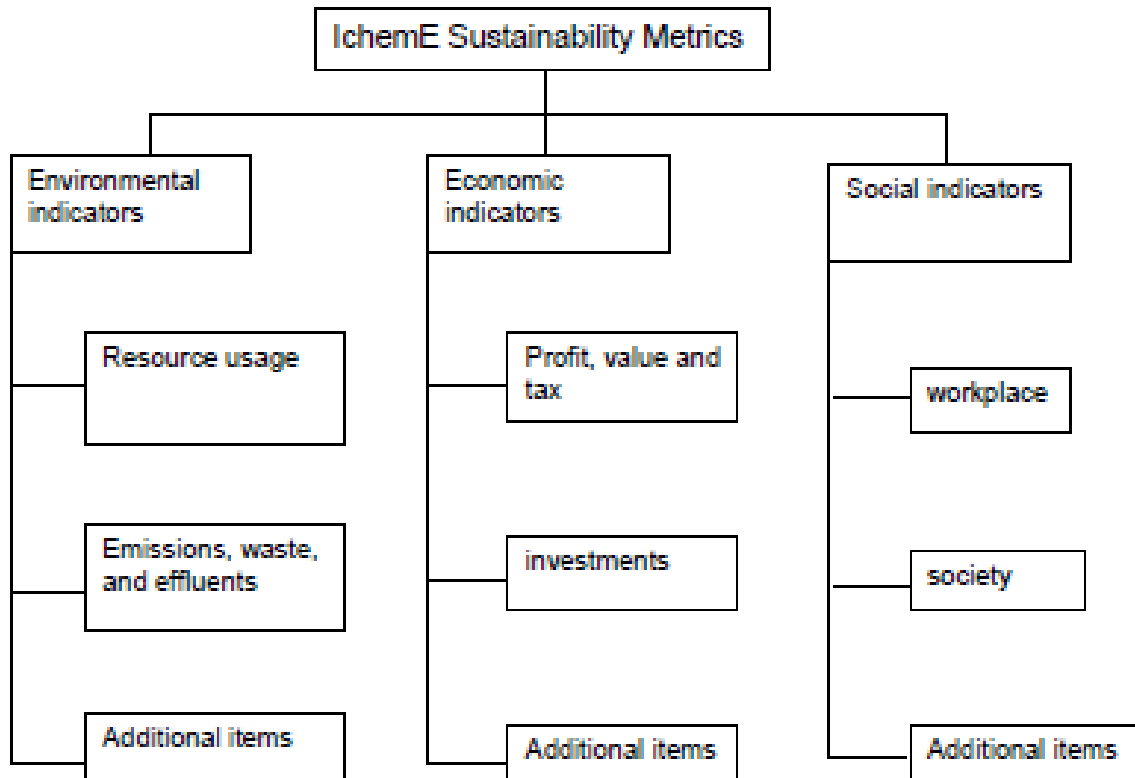 IchemE Sustainability Metrics
Environmental
indicators
Economic
indicators
Social indicators
Resource usage
Profit, value and
tax
workplace
Emissions, waste,
and effluents
investments
society
Additional items
Additional items
Additional items